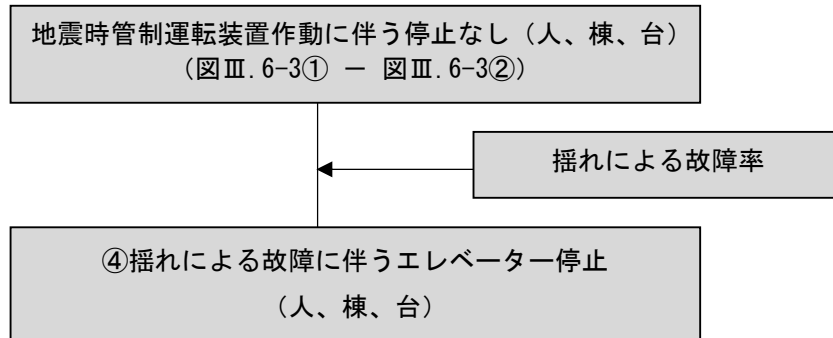 地震時管制運転装置作動に伴う停止なし（人、棟、台）
（図Ⅲ.6-3① － 図Ⅲ.6-3②）
揺れによる故障率
④揺れによる故障に伴うエレベーター停止
（人、棟、台）